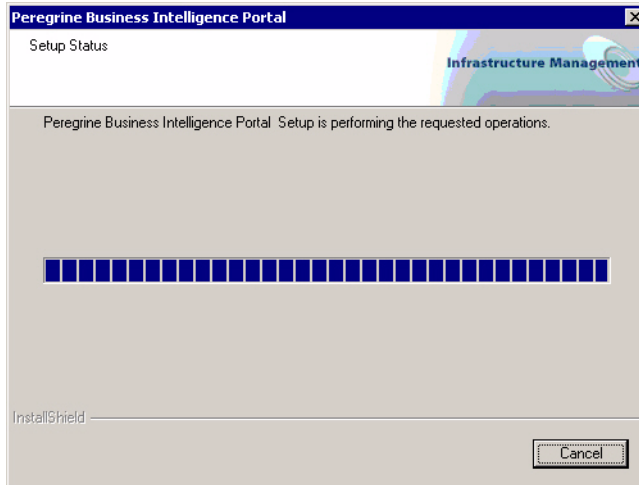 Peregrine Business Intelligence Portal
Setup Status
Infrastructure Management
Peregrine Business Intelligence Portal Setup is performing the requested operations.
InstallShield
Cancel